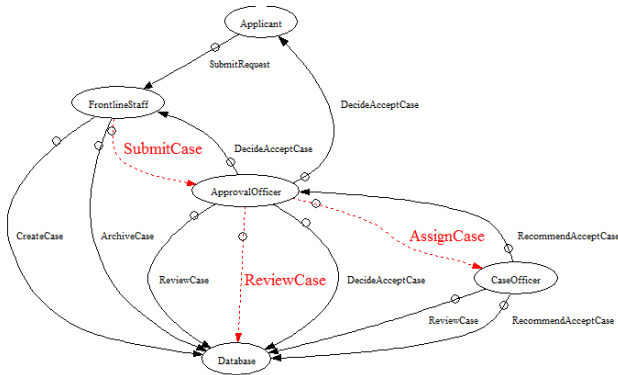 Applicant
SubmitRequest
FrontlineStaff
DecideAcceptCase
SubmitCase
DecideAcceptCase
ApprovalOfficer
CreateCase
ArchiveCase
AssignCase
RecommendAcceptCase
ReviewCase
ReviewCase
DecideAcceptCase
CaseOfficer
ReviewCase
RecommendAcceptCase
Database